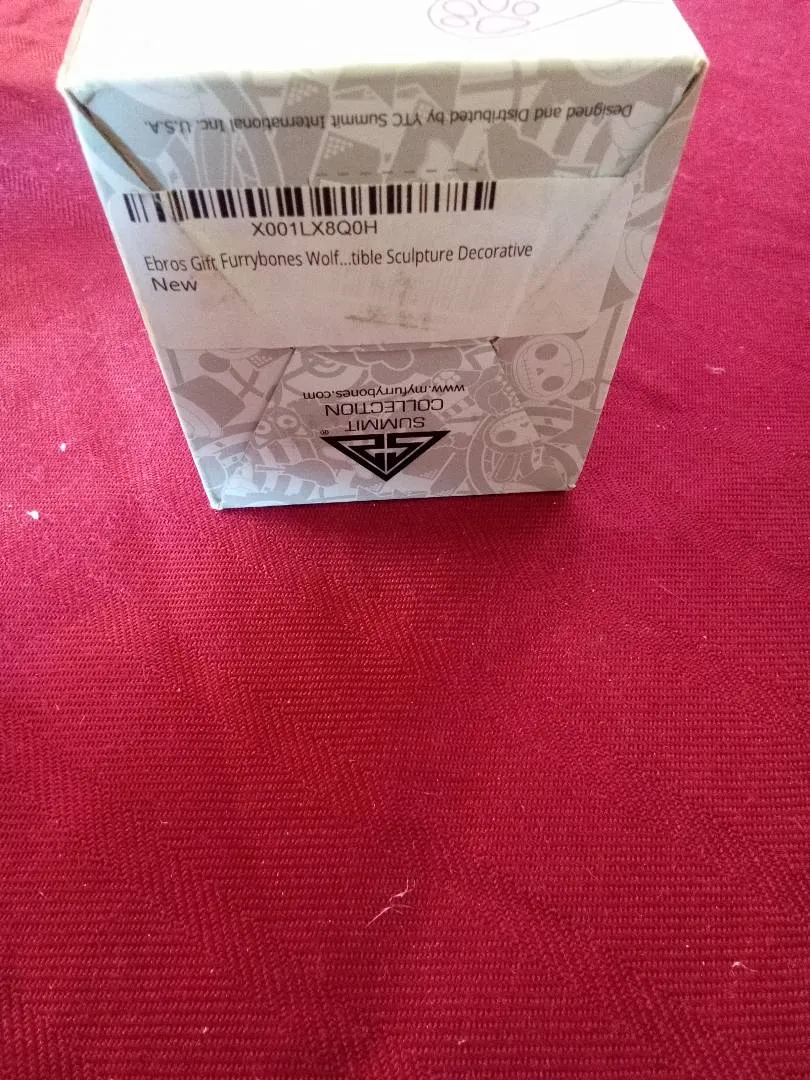 Designed and Distributed by YTC Summit International Inc. U.S.A.
X001LX8Q0H
Ebros Gift Furrybones Wolf...tible Sculpture Decorative
New
S2
SUMMIT ®
COLLECTION
www.myfurrybones.com